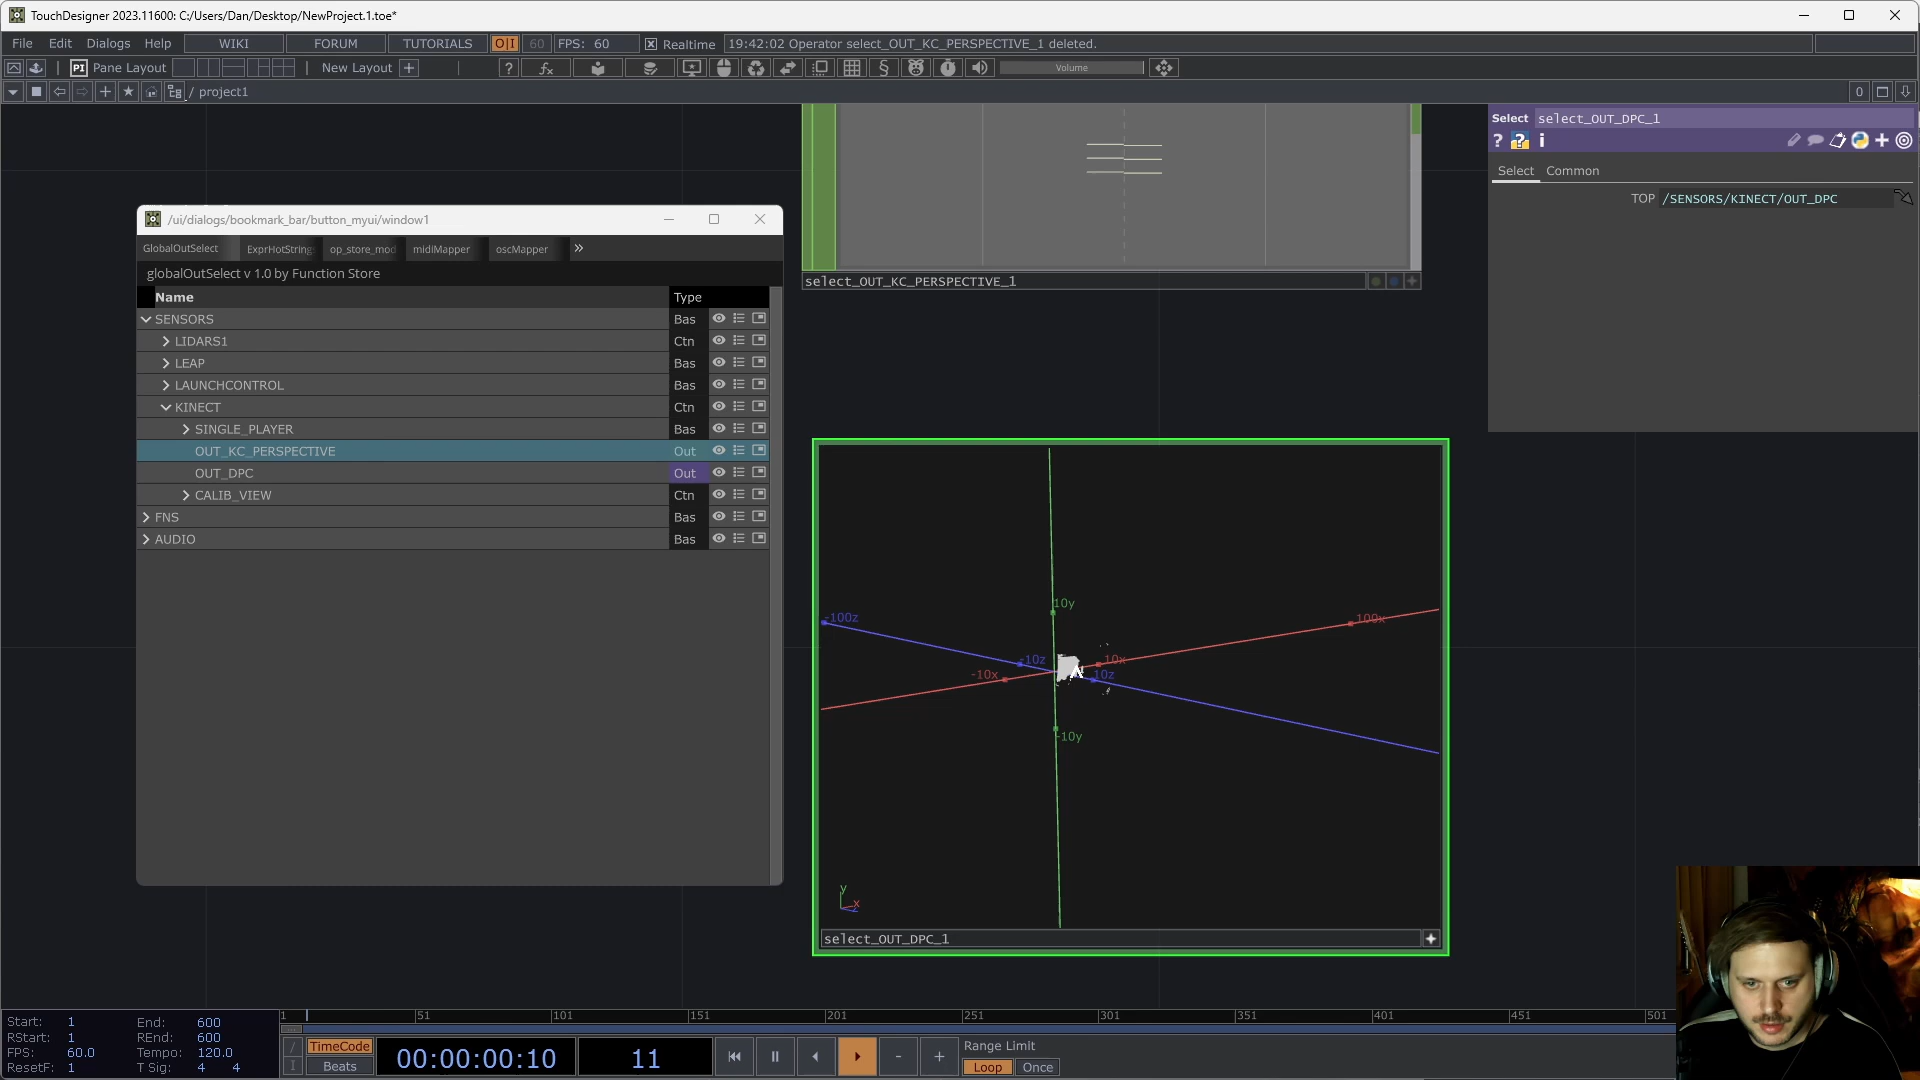 TouchDesigner 2023.11600: C:/Users/Dan/Desktop/NewProject.1.toe*
File Edit Dialogs Help WIKI FORUM TUTORIALS O|I 60 FPS: 60 Realtime 19:42:02 Operator select_OUT_KC_PERSPECTIVE_1 deleted.
PI Pane Layout New Layout + Volume
/ project1 0
Select select_OUT_DPC_1
Select Common
TOP /SENSORS/KINECT/OUT_DPC
/ui/dialogs/bookmark_bar/button_myui/window1
GlobalOutSelect ExprHotString op_store_mod midiMapper oscMapper »
globalOutSelect v 1.0 by Function Store
Name Type
SENSORS Bas
LIDARS1 Ctn
LEAP Bas
LAUNCHCONTROL Bas
KINECT Ctn
SINGLE_PLAYER Bas
OUT_KC_PERSPECTIVE Out
OUT_DPC Out
CALIB_VIEW Ctn
FNS Bas
AUDIO Bas
select_OUT_KC_PERSPECTIVE_1
10y
-100z
100x
-10z
10x
-10x
10z
-10y
y
x
z
select_OUT_DPC_1
1 51 101 151 201 251 301 351 401 451 501
Start: 1 End: 600
RStart: 1 REnd: 600
FPS: 60.0 Tempo: 120.0
ResetF: 1 T Sig: 4 4
TimeCode
Beats
00:00:00:10
11
Range Limit
Loop Once